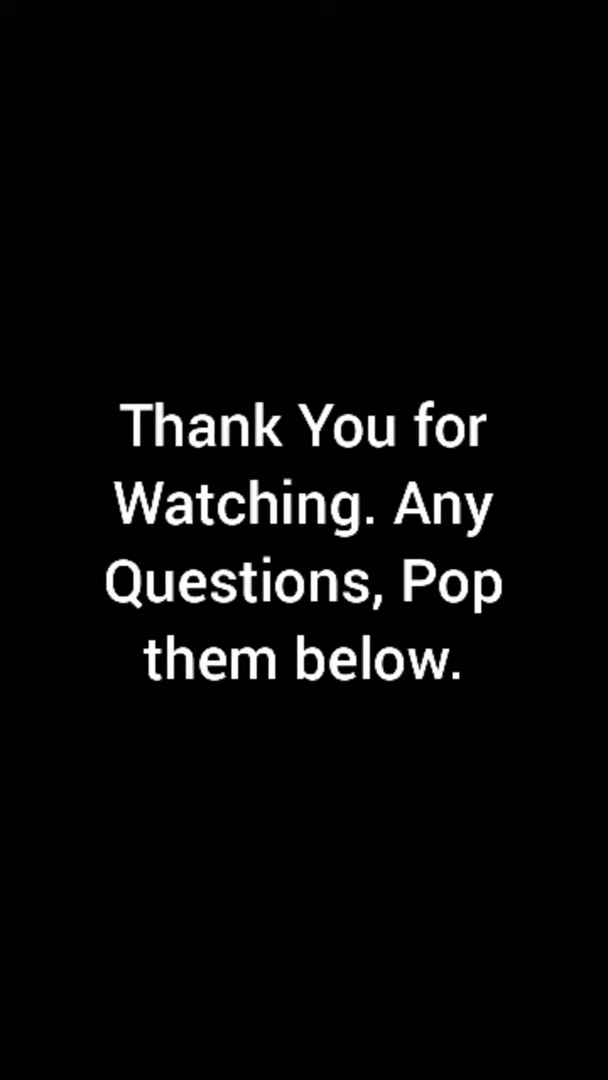 Thank You for
Watching. Any
Questions, Pop
them below.